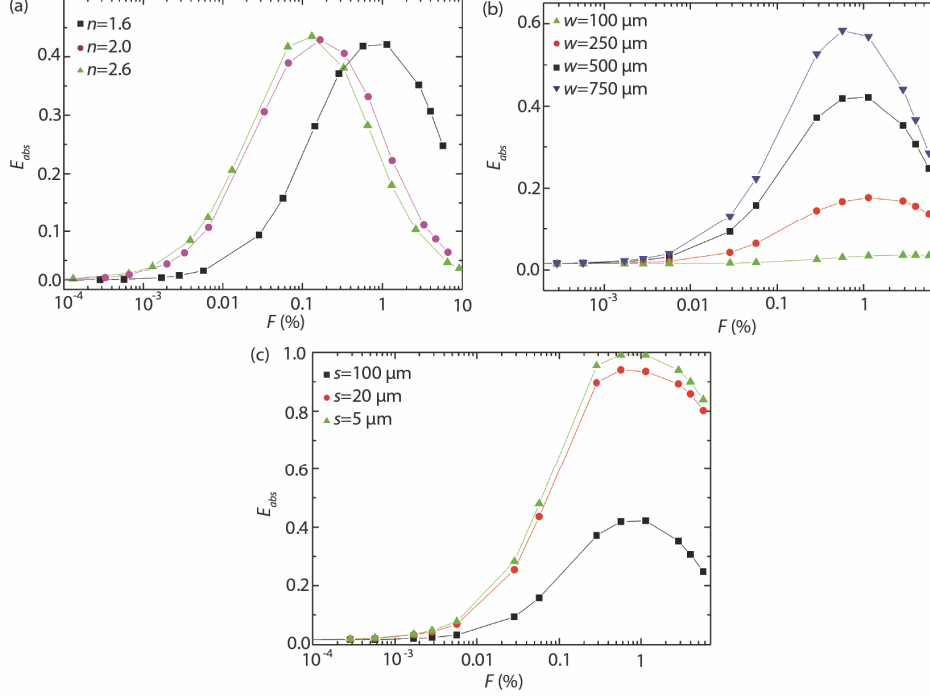 (a)
n=1.6
n=2.0
n=2.6
0.4
0.3
0.2
0.1
0.0
E_abs
10^-4
10^-3
0.01
0.1
1
10
F (%)
(b)
w=100 µm
w=250 µm
w=500 µm
w=750 µm
0.6
0.4
0.2
0.0
E_abs
10^-3
0.01
0.1
1
F (%)
(c)
s=100 µm
s=20 µm
s=5 µm
1.0
0.8
0.6
0.4
0.2
0.0
E_abs
10^-4
10^-3
0.01
0.1
1
F (%)